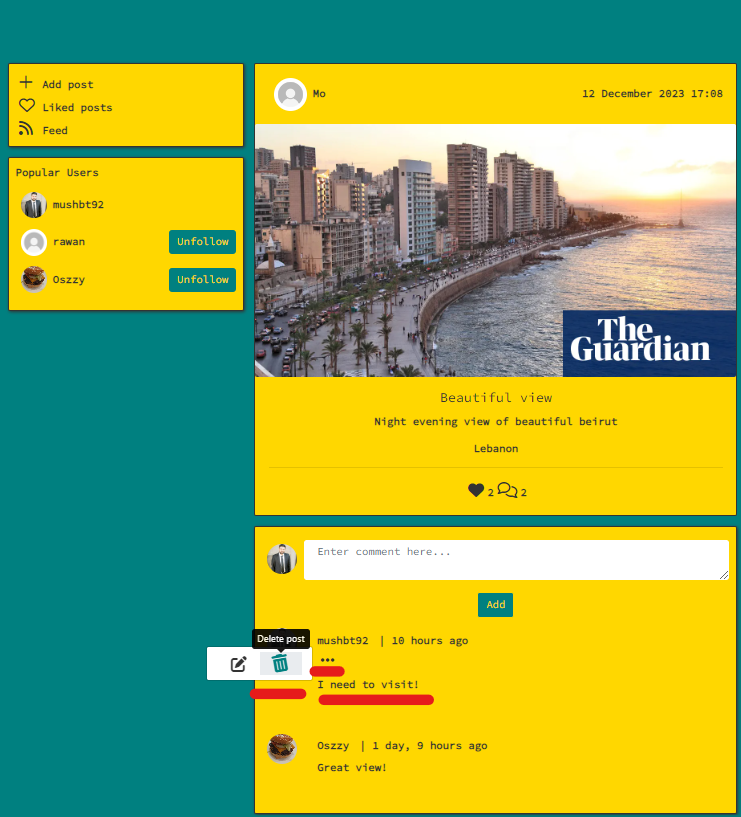 Add post
Liked posts
Feed
Popular Users
mushbt92
rawan
Unfollow
Oszzy
Unfollow
Mo
12 December 2023 17:08
The
Guardian
Beautiful view
Night evening view of beautiful beirut
Lebanon
2 2
Enter comment here...
Add
Delete post
mushbt92 | 10 hours ago
I need to visit!
Oszzy | 1 day, 9 hours ago
Great view!